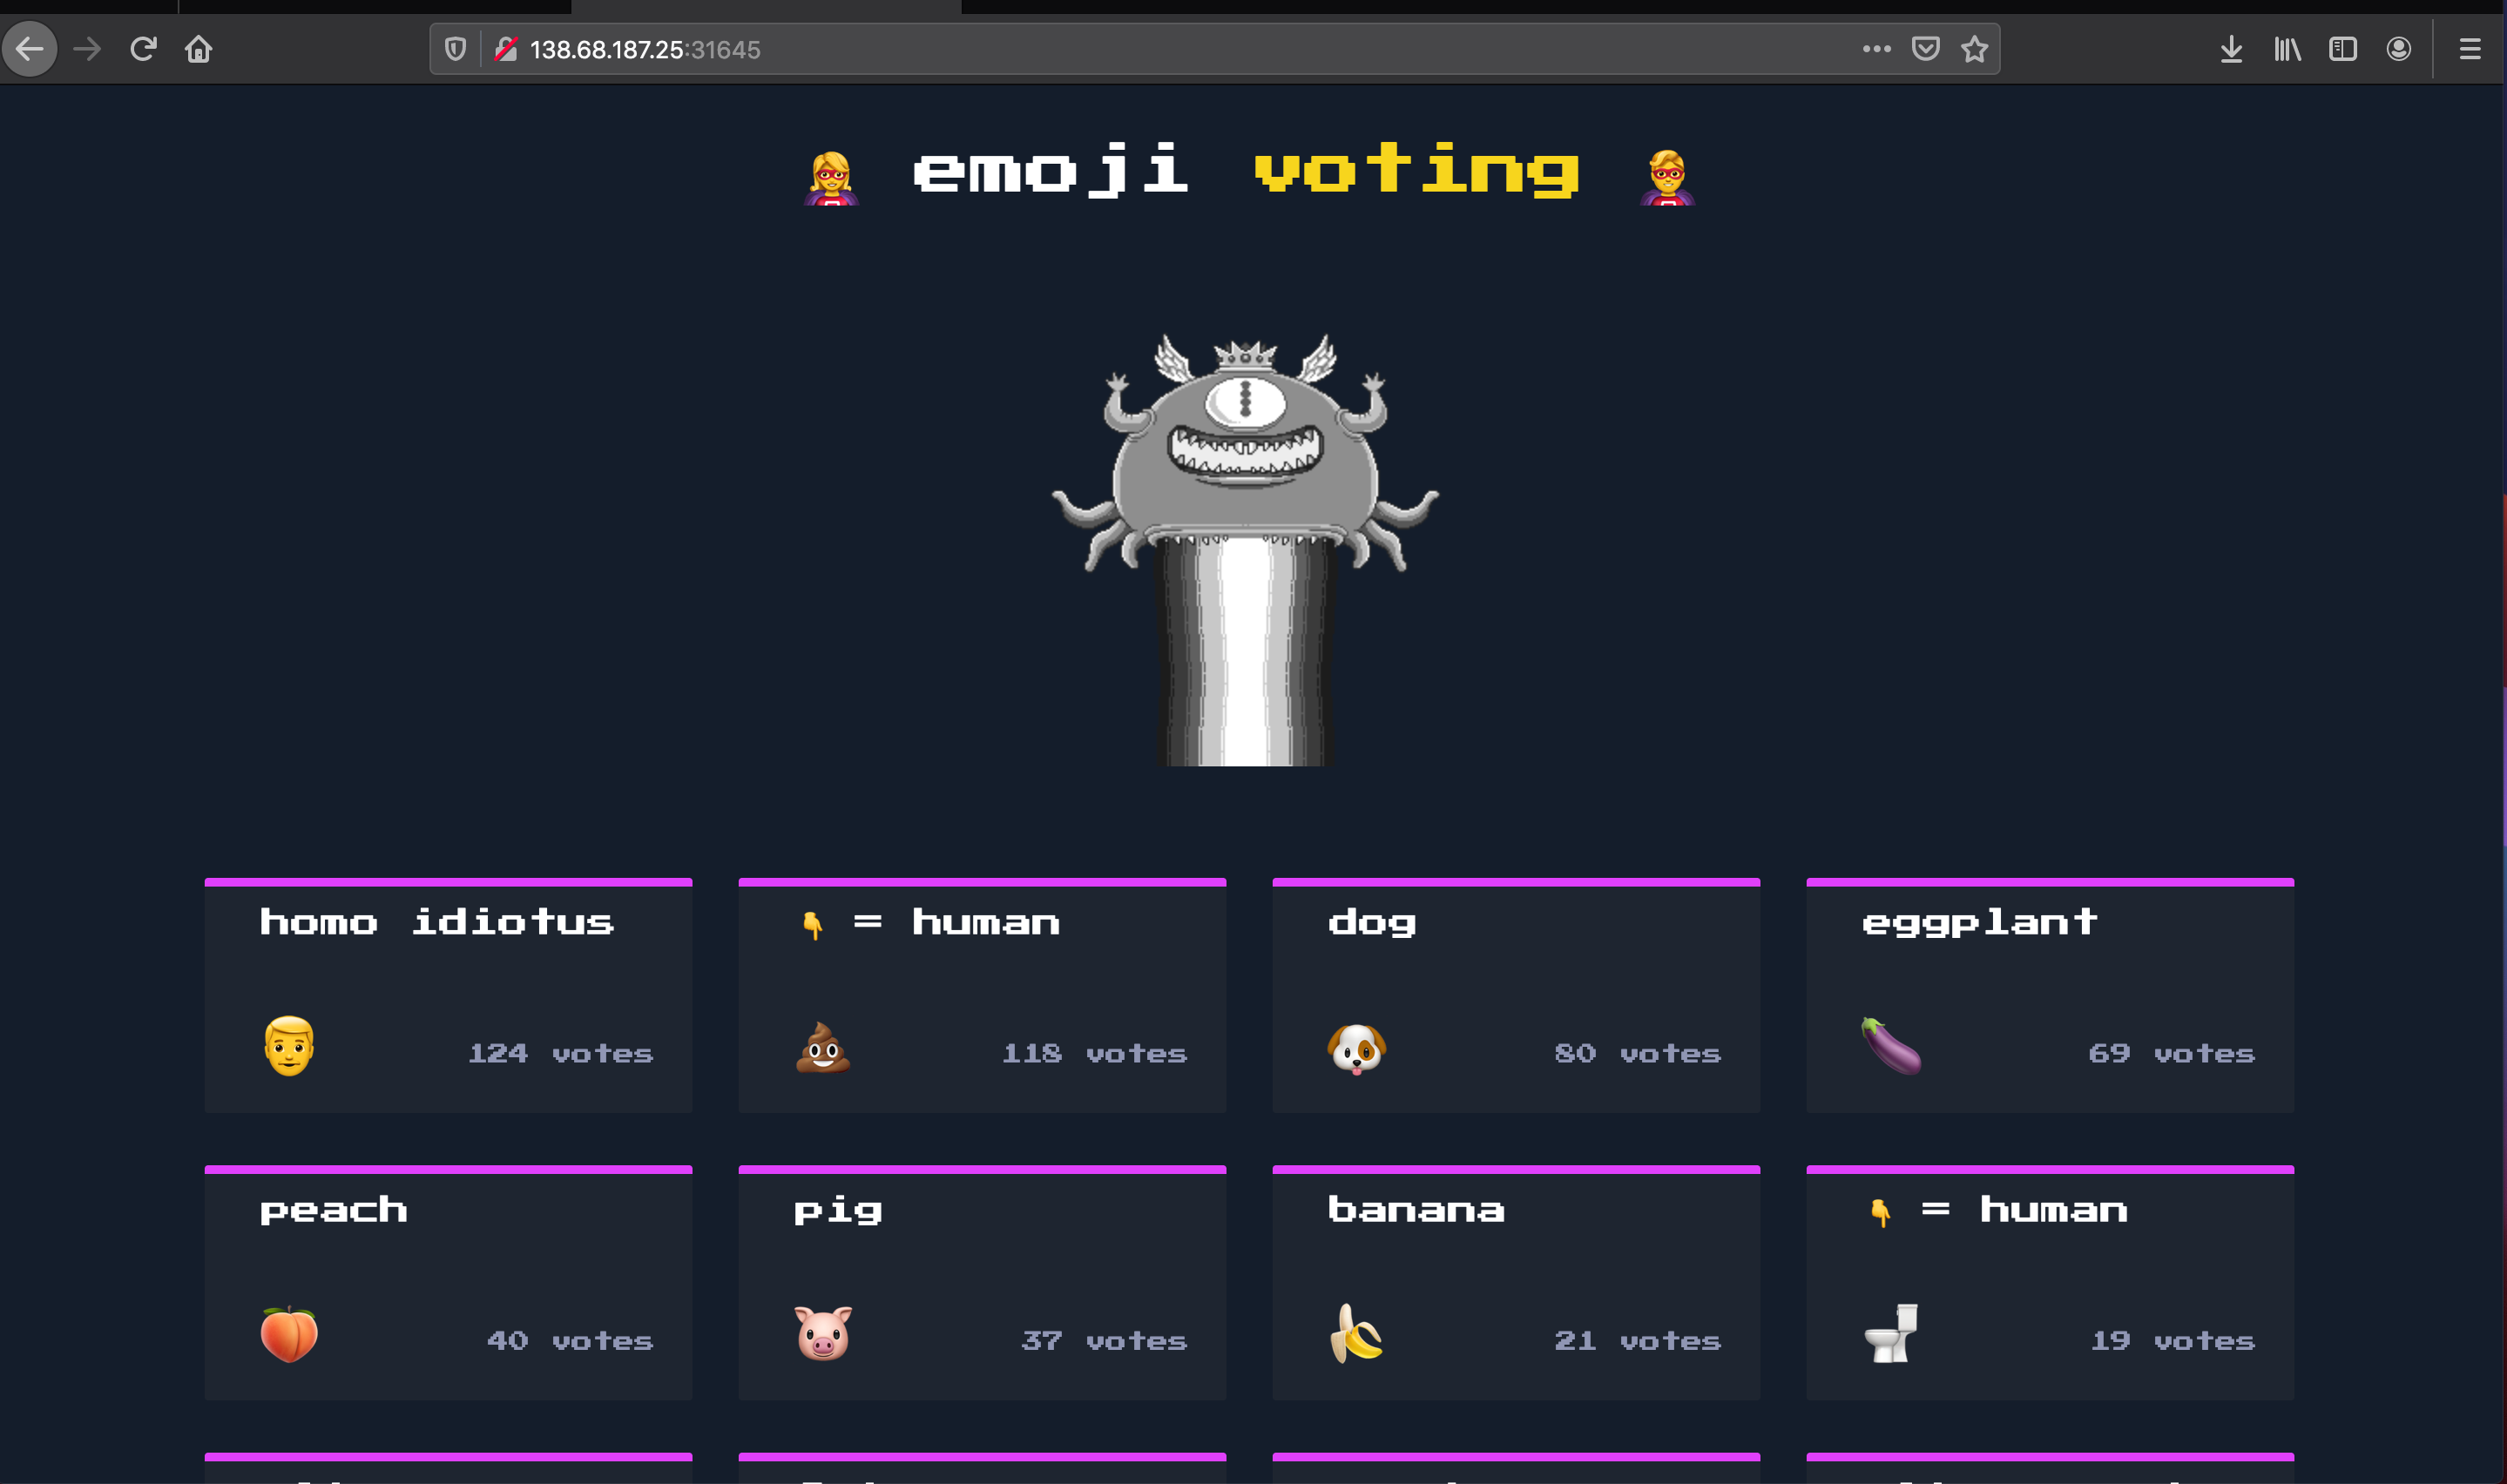 138.68.187.25:31645
emoji voting
homo idiotus
124 votes
👇 = human
118 votes
dog
80 votes
eggplant
69 votes
peach
40 votes
pig
37 votes
banana
21 votes
👇 = human
19 votes